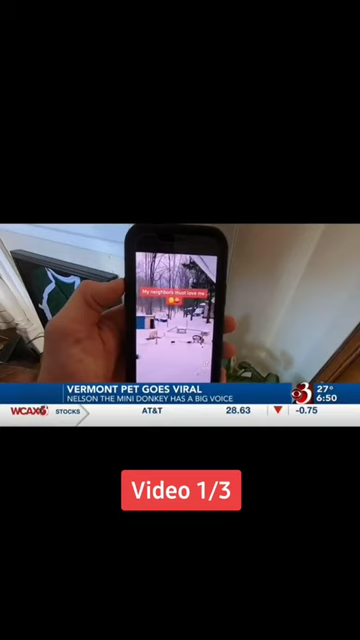 My neighbors must love me
VERMONT PET GOES VIRAL
NELSON THE MINI DONKEY HAS A BIG VOICE
3
27°
6:50
WCAX
STOCKS
AT&T
28.63
-0.75
Video 1/3